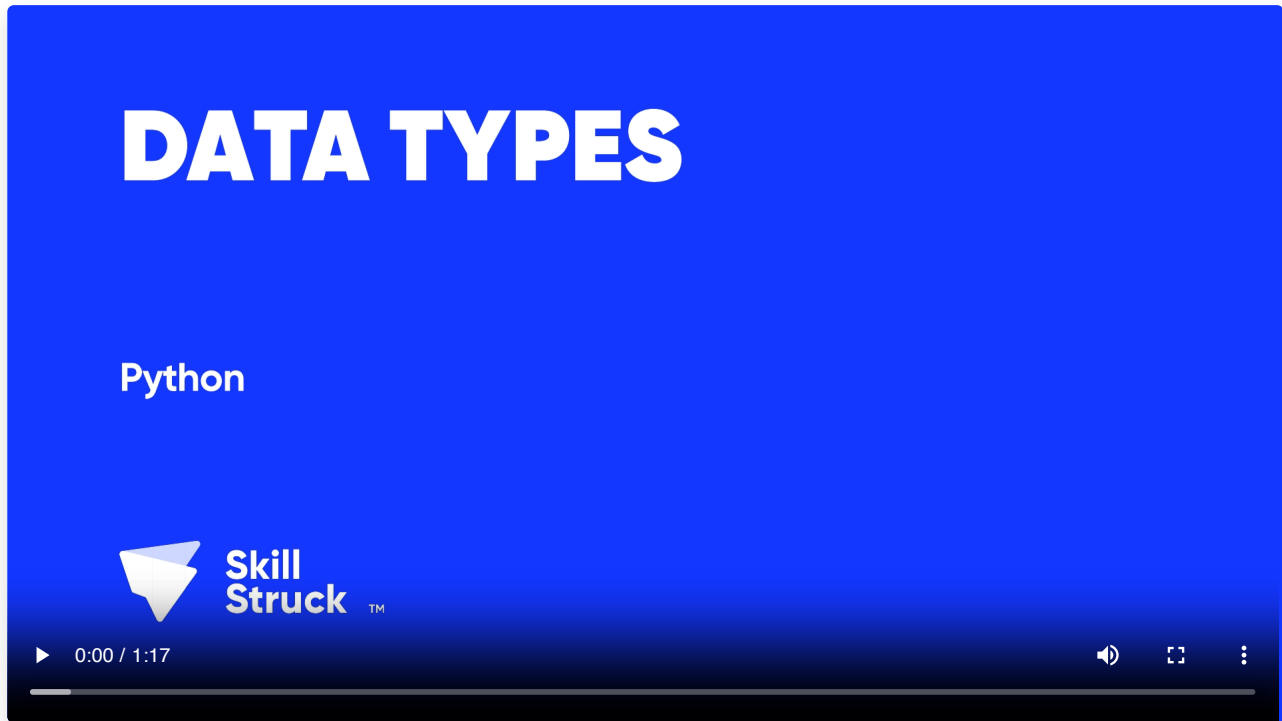 DATA TYPES
Python
Skill
Struck ™
0:00 / 1:17